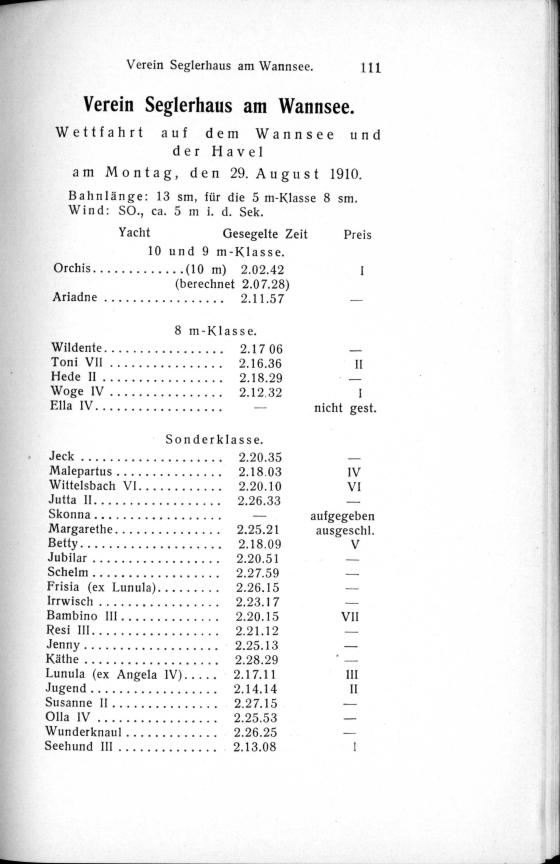 Verein Seglerhaus am Wannsee. 111
Verein Seglerhaus am Wannsee.
Wettfahrt auf dem Wannsee und
der Havel
am Montag, den 29. August 1910.
Bahnlänge: 13 sm, für die 5 m-Klasse 8 sm.
Wind: SO., ca. 5 m i. d. Sek.
Yacht Gesegelte Zeit Preis
10 und 9 m-Klasse.
Orchis.............(10 m) 2.02.42 I
(berechnet 2.07.28)
Ariadne ................. 2.11.57 —
8 m-Klasse.
Wildente................. 2.17 06 —
Toni VII ................ 2.16.36 II
Hede II ................. 2.18.29 —
Woge IV ................ 2.12.32 I
Ella IV.................. — nicht gest.
Sonderklasse.
Jeck .................... 2.20.35 —
Malepartus ............... 2.18.03 IV
Wittelsbach VI............ 2.20.10 VI
Jutta II.................. 2.26.33 —
Skonna .................. — aufgegeben
Margarethe............... 2.25.21 ausgeschl.
Betty.................... 2.18.09 V
Jubilar .................. 2.20.51 —
Schelm .................. 2.27.59 —
Frisia (ex Lunula)......... 2.26.15 —
Irrwisch ................. 2.23.17 —
Bambino III .............. 2.20.15 VII
Resi III.................. 2.21.12 —
Jenny ................... 2.25.13 —
Käthe ................... 2.28.29 —
Lunula (ex Angela IV)..... 2.17.11 III
Jugend .................. 2.14.14 II
Susanne II ............... 2.27.15 —
Olla IV ................. 2.25.53 —
Wunderknaul ............. 2.26.25 —
Seehund III .............. 2.13.08 I